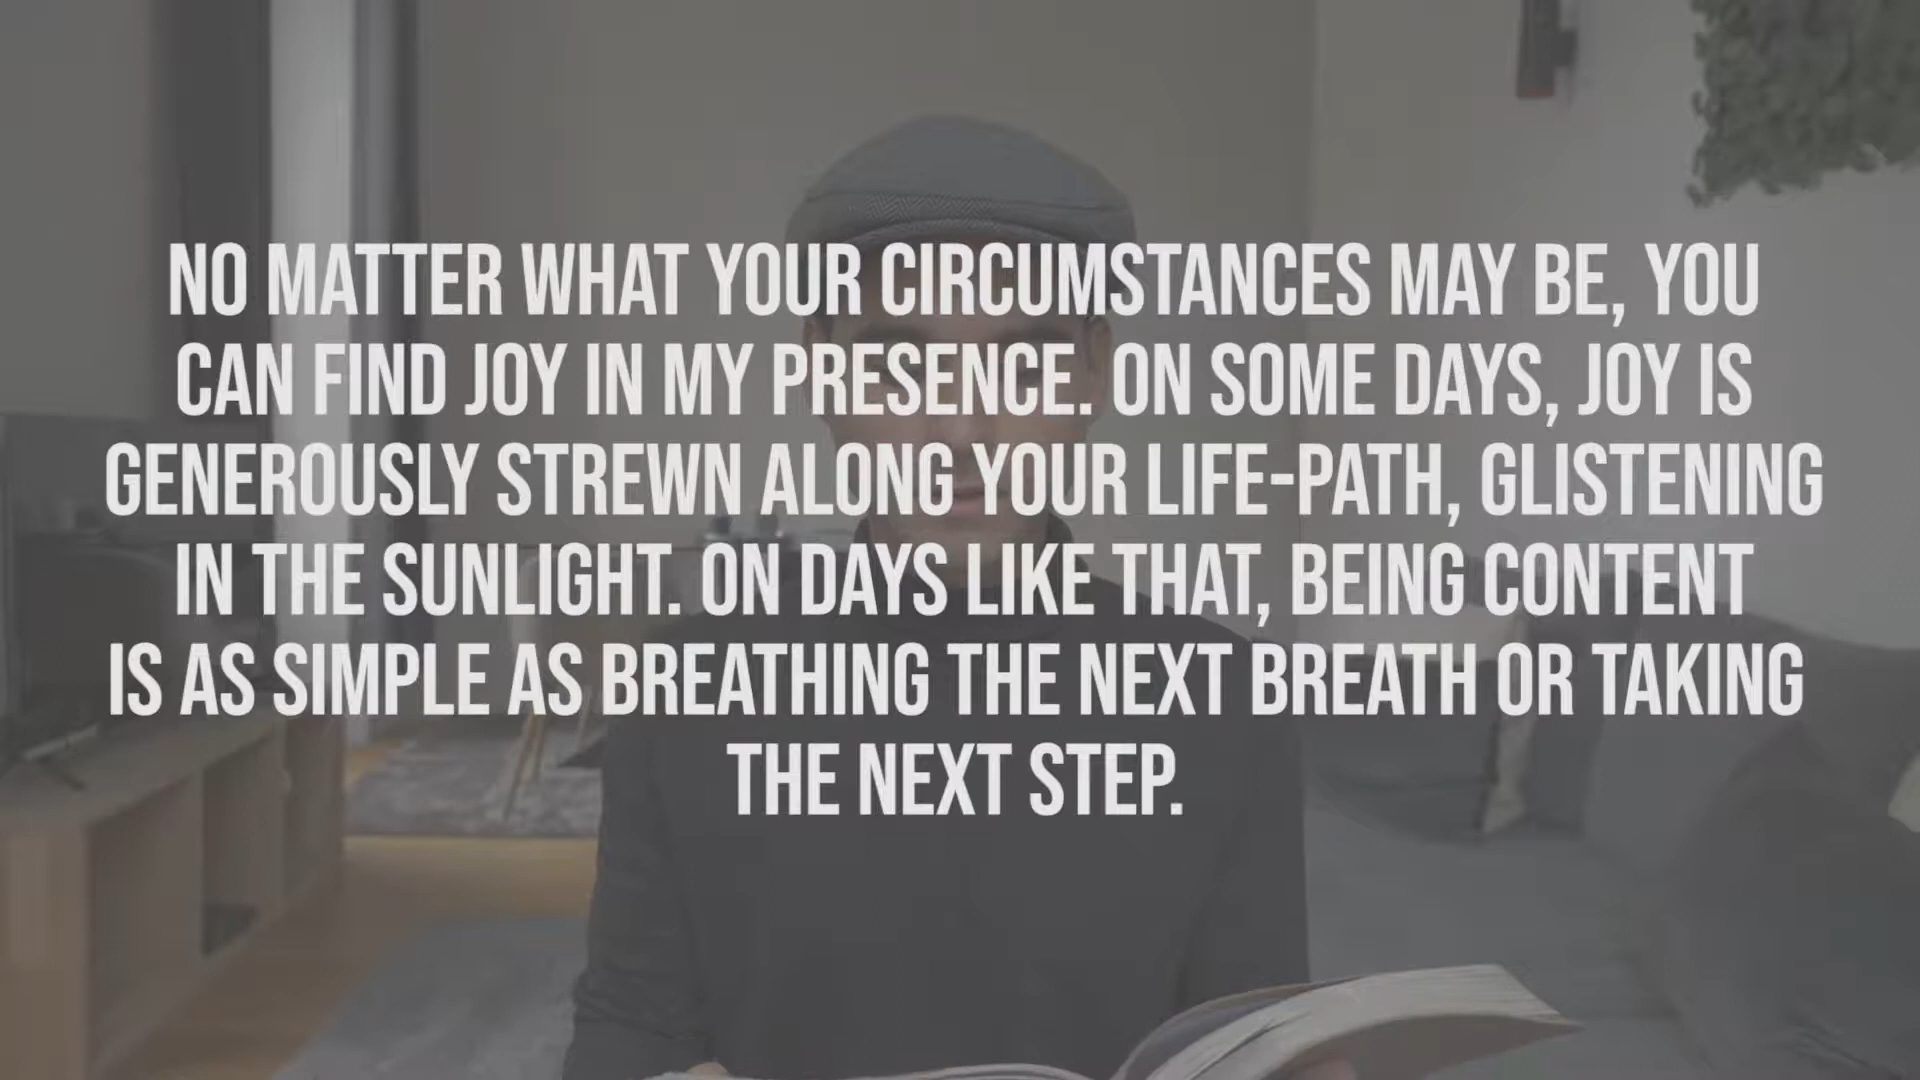 NO MATTER WHAT YOUR CIRCUMSTANCES MAY BE, YOU
CAN FIND JOY IN MY PRESENCE. ON SOME DAYS, JOY IS
GENEROUSLY STREWN ALONG YOUR LIFE-PATH, GLISTENING
IN THE SUNLIGHT. ON DAYS LIKE THAT, BEING CONTENT
IS AS SIMPLE AS BREATHING THE NEXT BREATH OR TAKING
THE NEXT STEP.